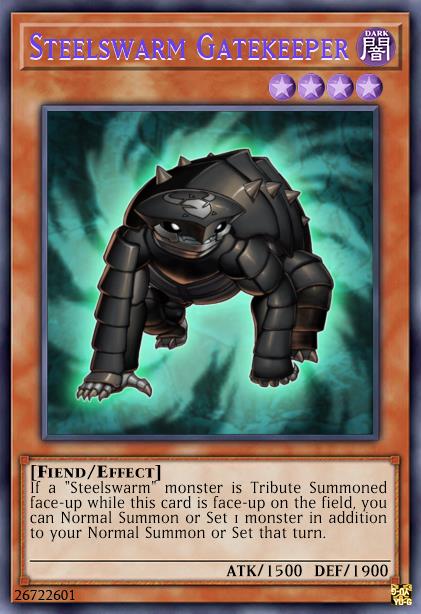 Steelswarm Gatekeeper
DARK
闇
[Fiend/Effect]
If a "Steelswarm" monster is Tribute Summoned
face-up while this card is face-up on the field, you
can Normal Summon or Set 1 monster in addition
to your Normal Summon or Set that turn.
ATK/1500 DEF/1900
26722601